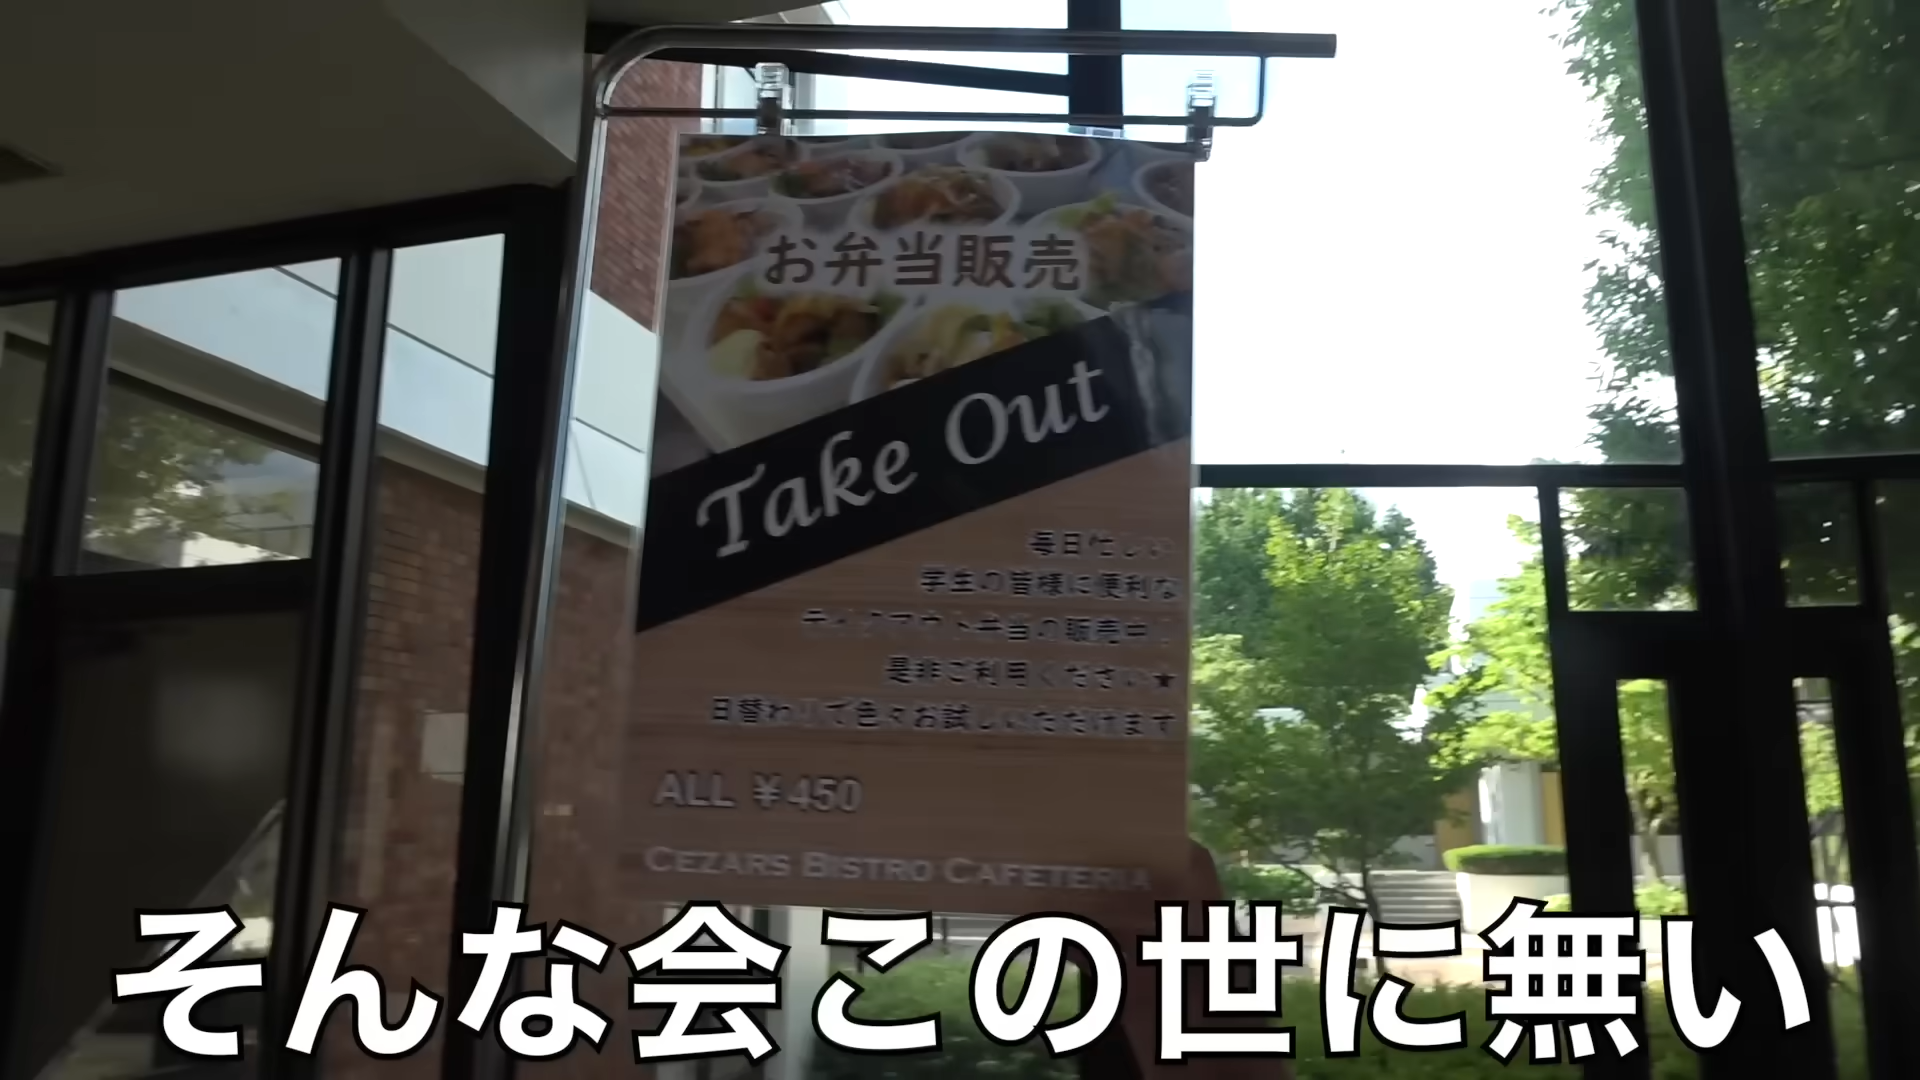 お弁当販売
Take Out
毎日忙しい
学生の皆様に便利な
テイクアウト弁当の販売中！
是非ご利用ください★
日替わりで色々お試しいただけます
ALL ¥450
CEZARS BISTRO CAFETERIA
そんな会この世に無い